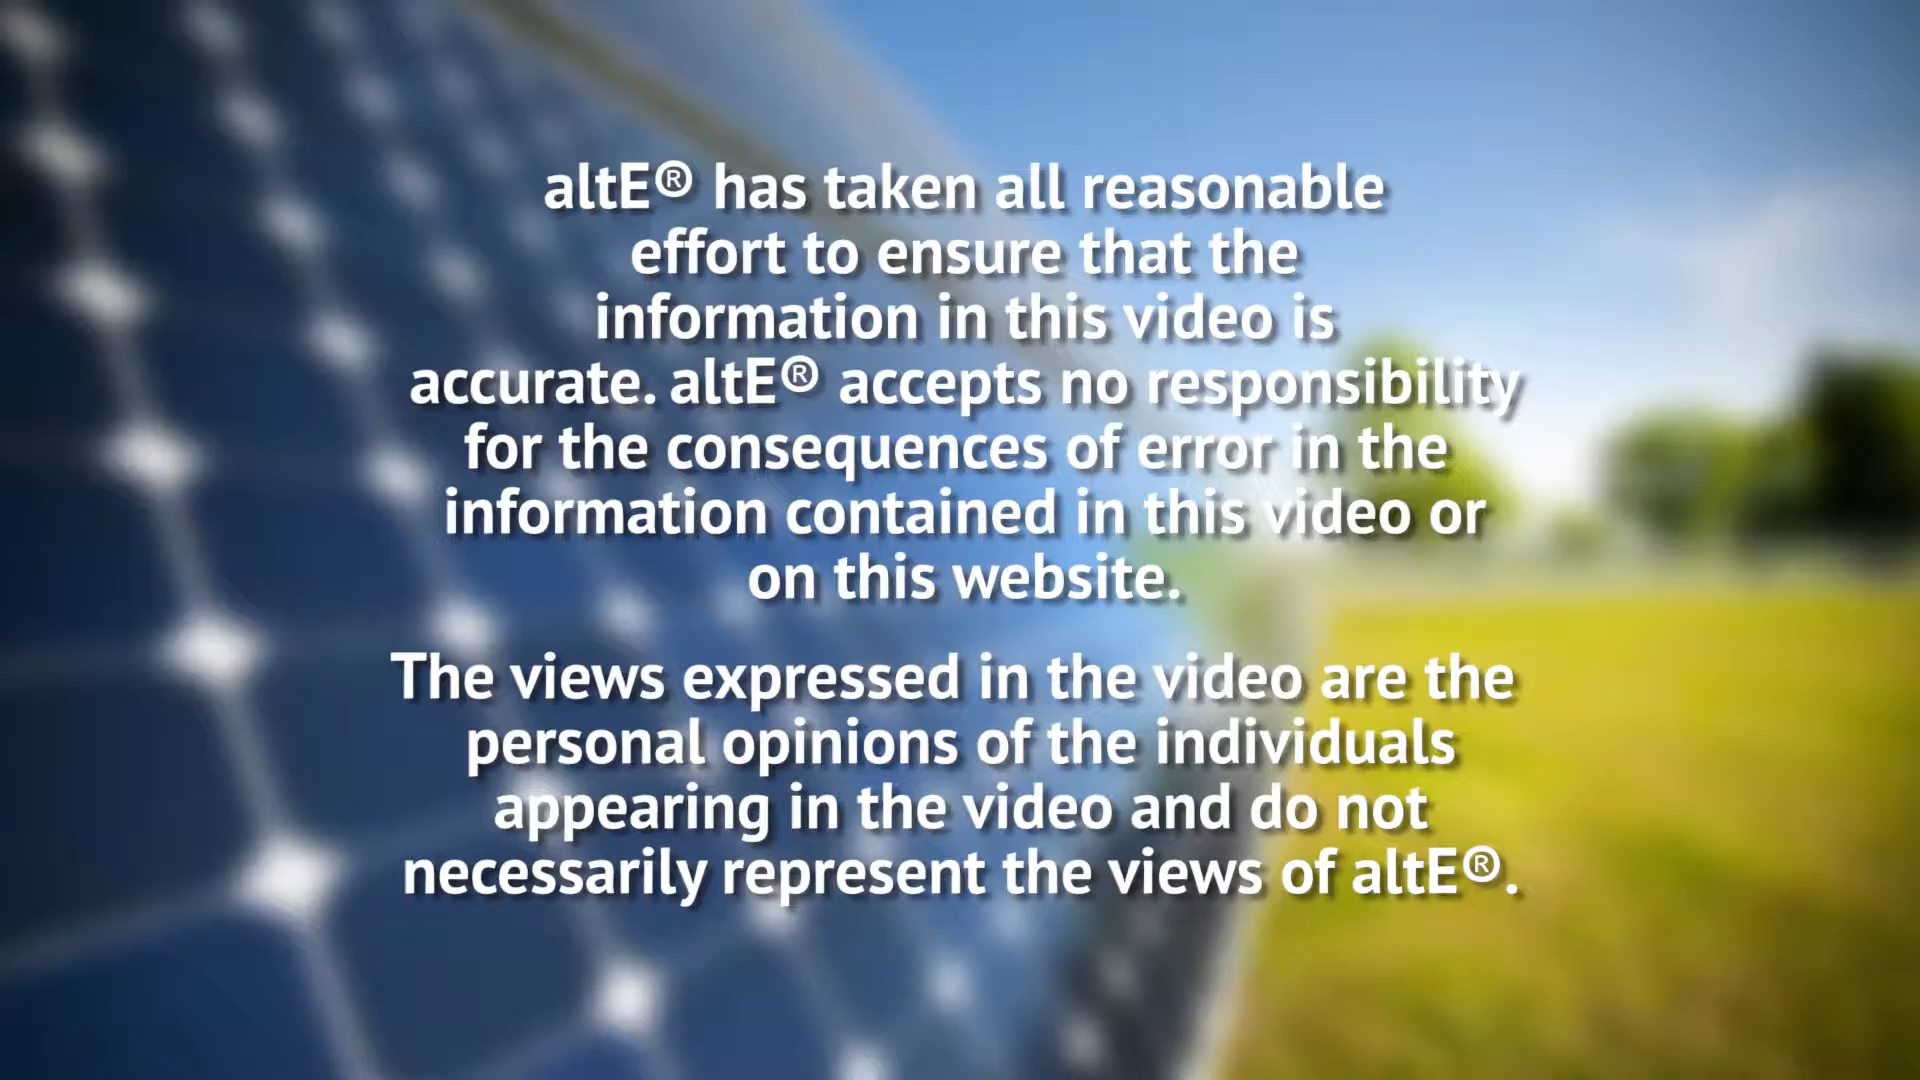 altE® has taken all reasonable
effort to ensure that the
information in this video is
accurate. altE® accepts no responsibility
for the consequences of error in the
information contained in this video or
on this website.
The views expressed in the video are the
personal opinions of the individuals
appearing in the video and do not
necessarily represent the views of altE®.